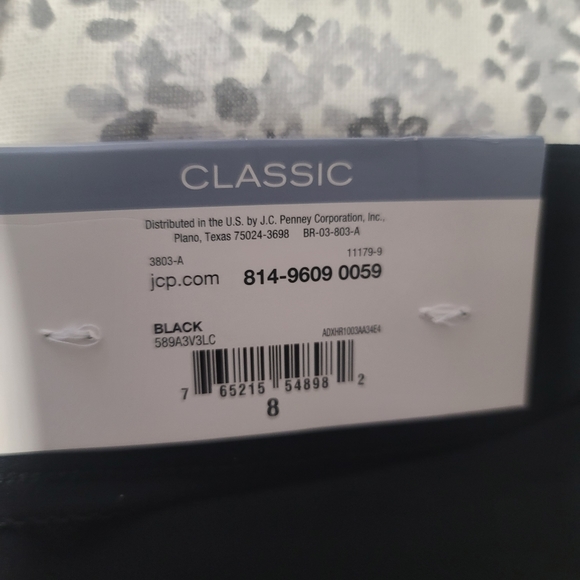 CLASSIC
Distributed in the U.S. by J.C. Penney Corporation, Inc.,
Plano, Texas 75024-3698 BR-03-803-A
3803-A 11179-9
jcp.com 814-9609 0059
BLACK
589A3V3LC ADXHR1003AA34E4
7 65215 54898 2
8